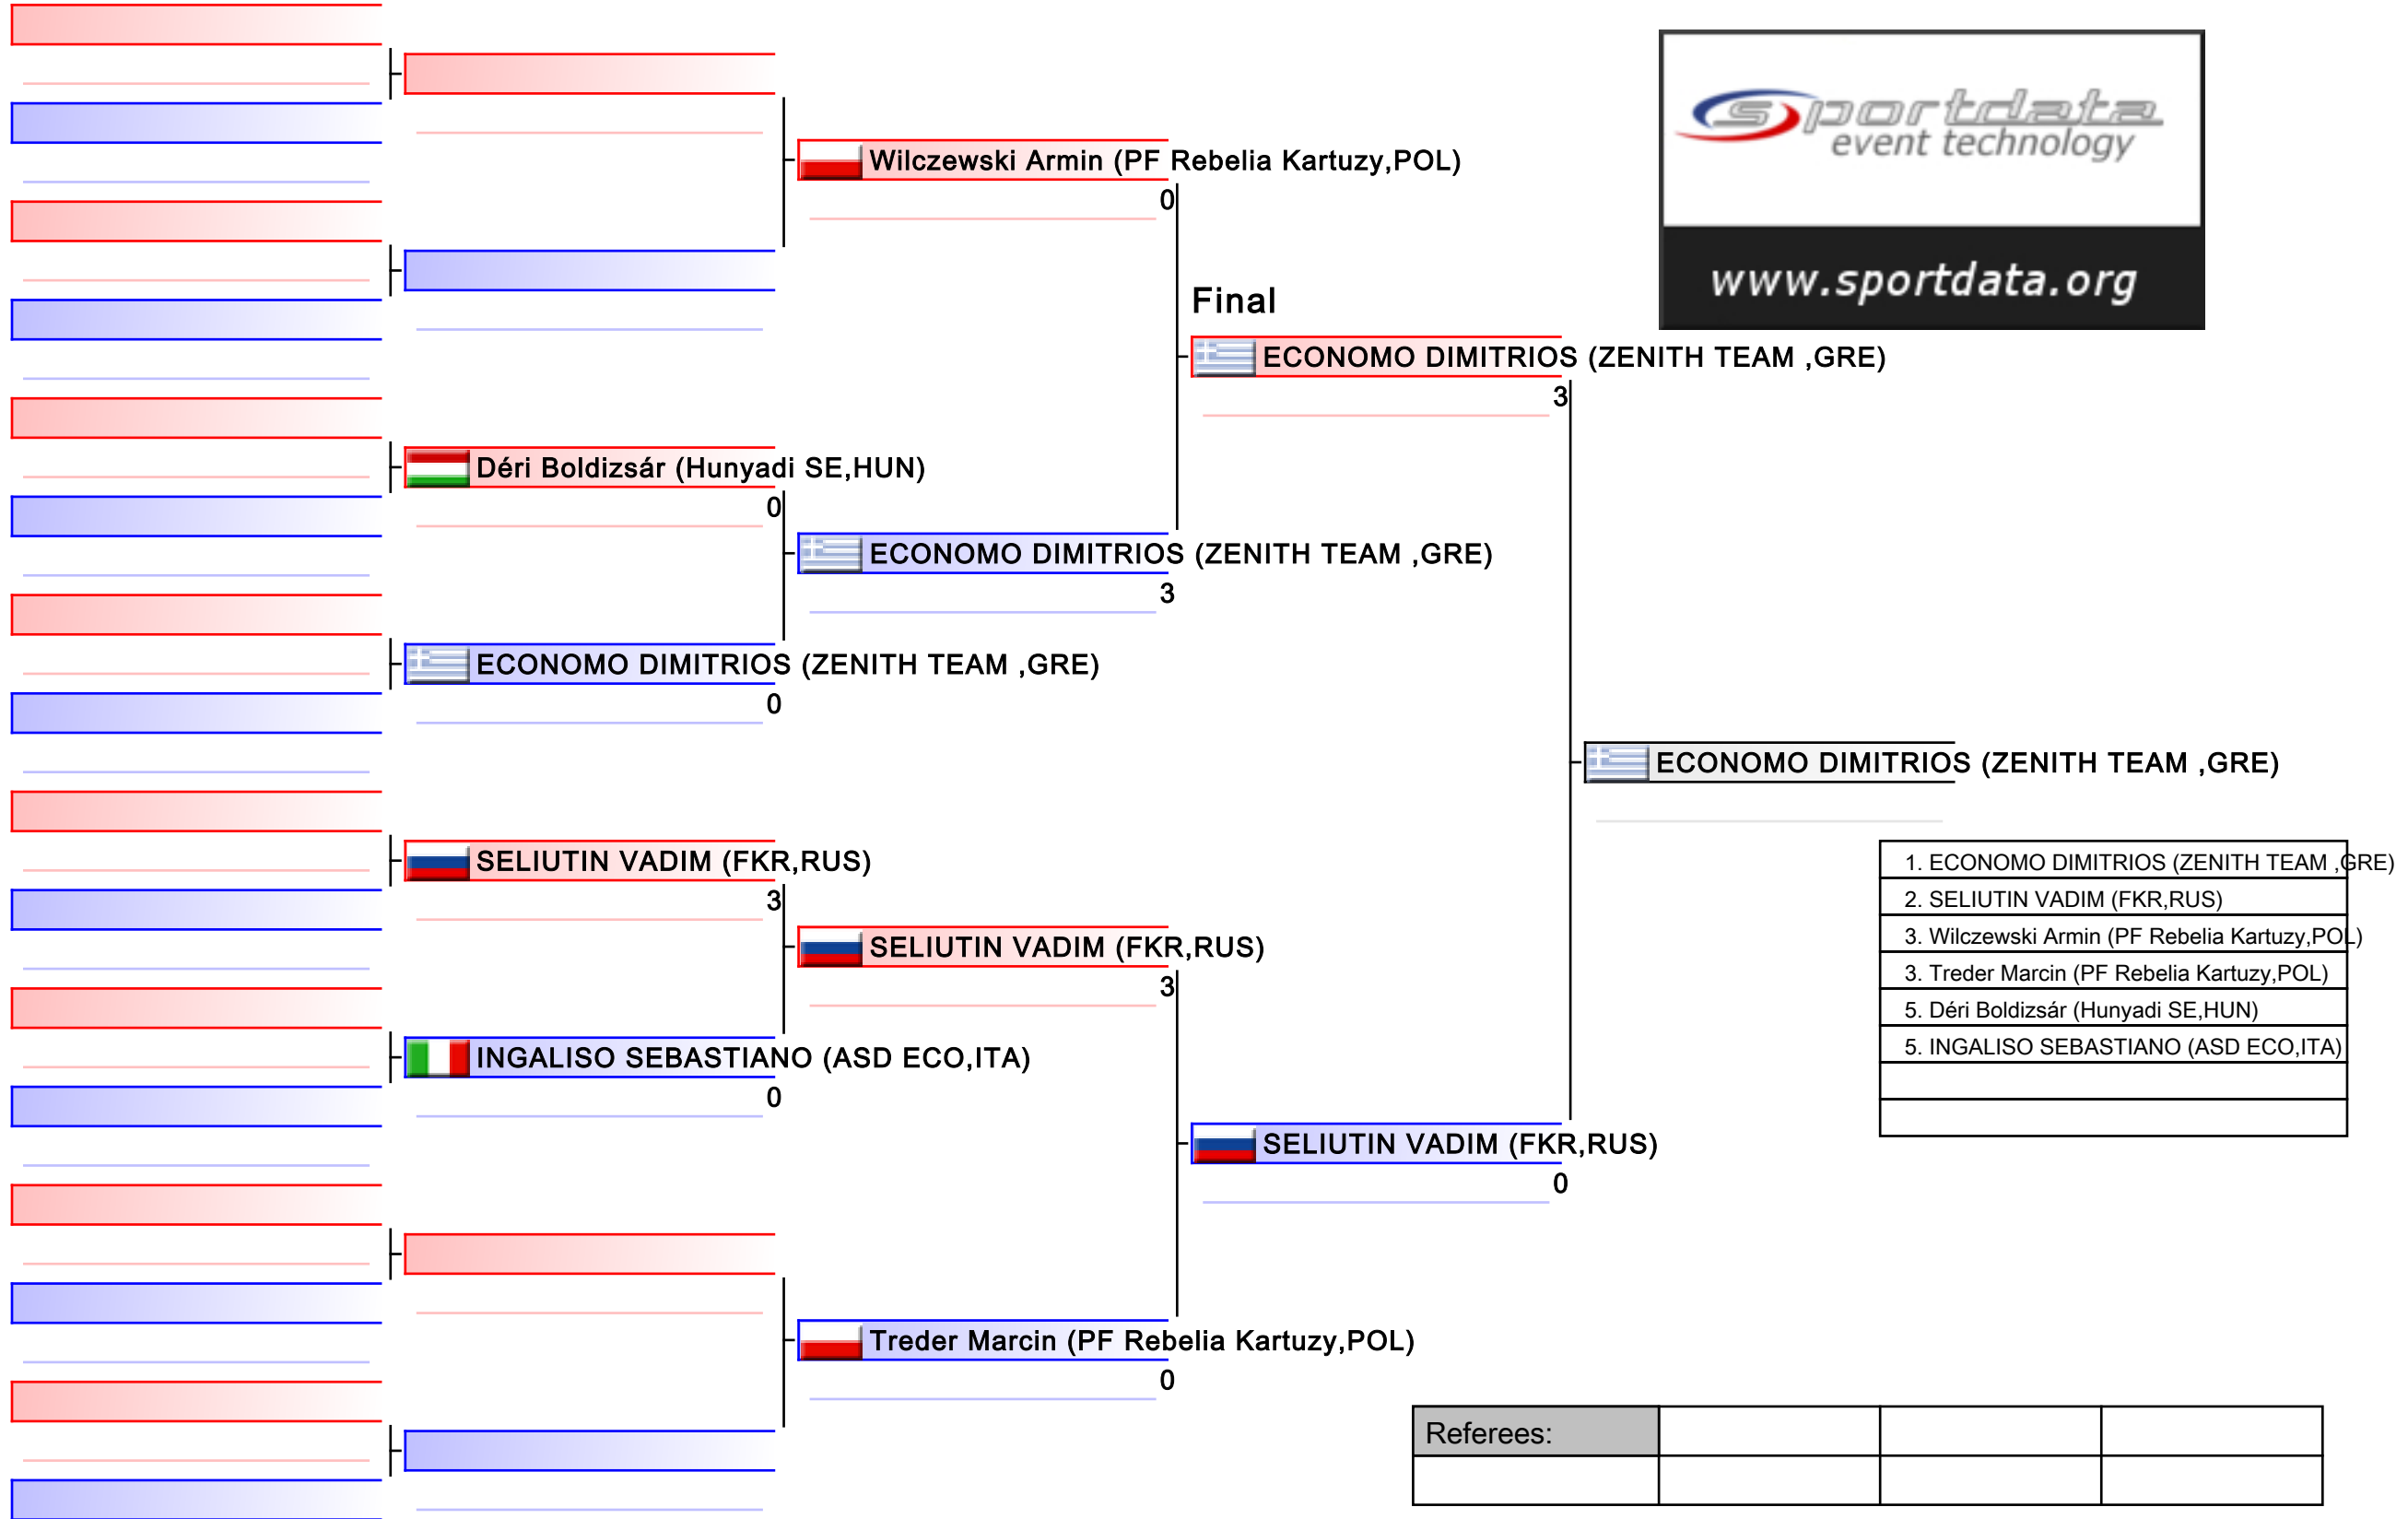 sportdata
event technology
www.sportdata.org
Wilczewski Armin (PF Rebelia Kartuzy,POL)
0
Final
ECONOMO DIMITRIOS (ZENITH TEAM ,GRE)
3
Déri Boldizsár (Hunyadi SE,HUN)
0
ECONOMO DIMITRIOS (ZENITH TEAM ,GRE)
3
ECONOMO DIMITRIOS (ZENITH TEAM ,GRE)
0
ECONOMO DIMITRIOS (ZENITH TEAM ,GRE)
SELIUTIN VADIM (FKR,RUS)
3
SELIUTIN VADIM (FKR,RUS)
3
INGALISO SEBASTIANO (ASD ECO,ITA)
0
SELIUTIN VADIM (FKR,RUS)
0
Treder Marcin (PF Rebelia Kartuzy,POL)
0
1. ECONOMO DIMITRIOS (ZENITH TEAM ,GRE)
2. SELIUTIN VADIM (FKR,RUS)
3. Wilczewski Armin (PF Rebelia Kartuzy,POL)
3. Treder Marcin (PF Rebelia Kartuzy,POL)
5. Déri Boldizsár (Hunyadi SE,HUN)
5. INGALISO SEBASTIANO (ASD ECO,ITA)
Referees: